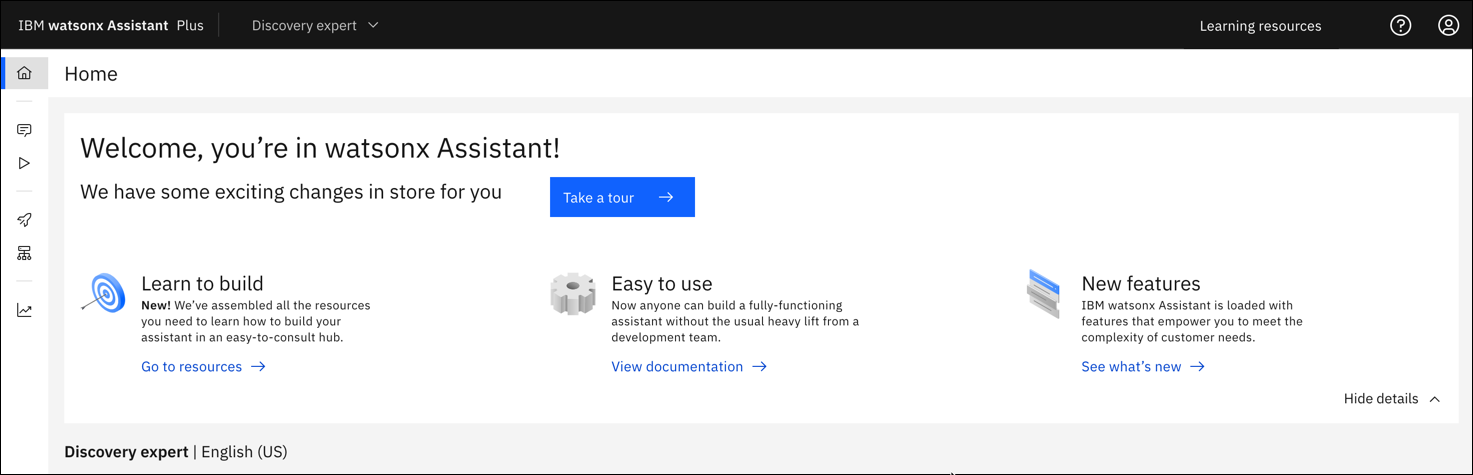 IBM watsonx Assistant Plus
Discovery expert
Learning resources
Home
Welcome, you’re in watsonx Assistant!
We have some exciting changes in store for you
Take a tour
Learn to build
New! We’ve assembled all the resources
you need to learn how to build your
assistant in an easy-to-consult hub.
Go to resources
Easy to use
Now anyone can build a fully-functioning
assistant without the usual heavy lift from a
development team.
View documentation
New features
IBM watsonx Assistant is loaded with
features that empower you to meet the
complexity of customer needs.
See what’s new
Hide details
Discovery expert | English (US)